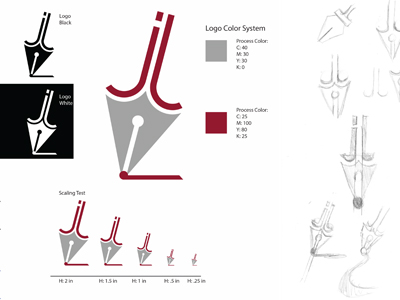 Logo
Black
Logo
White
Logo Color System
Process Color:
C: 40
M: 30
Y: 30
K: 0
Process Color:
C: 25
M: 100
Y: 80
K: 25
Scaling Test
H: 2 in
H: 1.5 in
H: 1 in
H: .5 in
H: .25 in